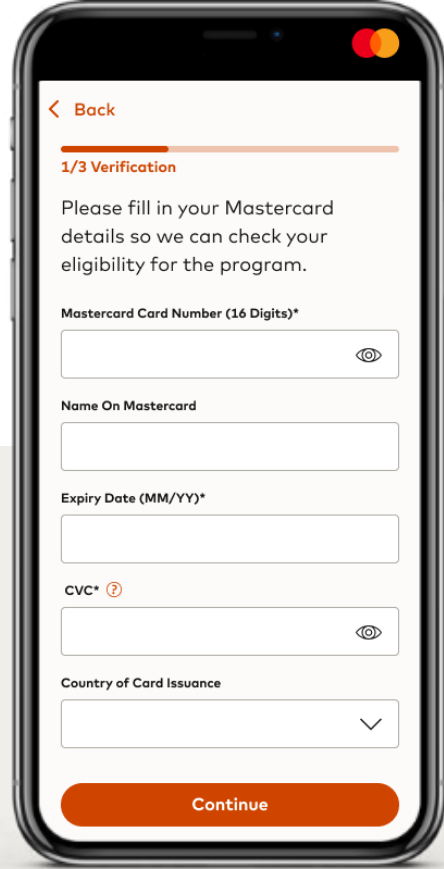 Back
1/3 Verification
Please fill in your Mastercard
details so we can check your
eligibility for the program.
Mastercard Card Number (16 Digits)*
Name On Mastercard
Expiry Date (MM/YY)*
CVC* ?
Country of Card Issuance
Continue